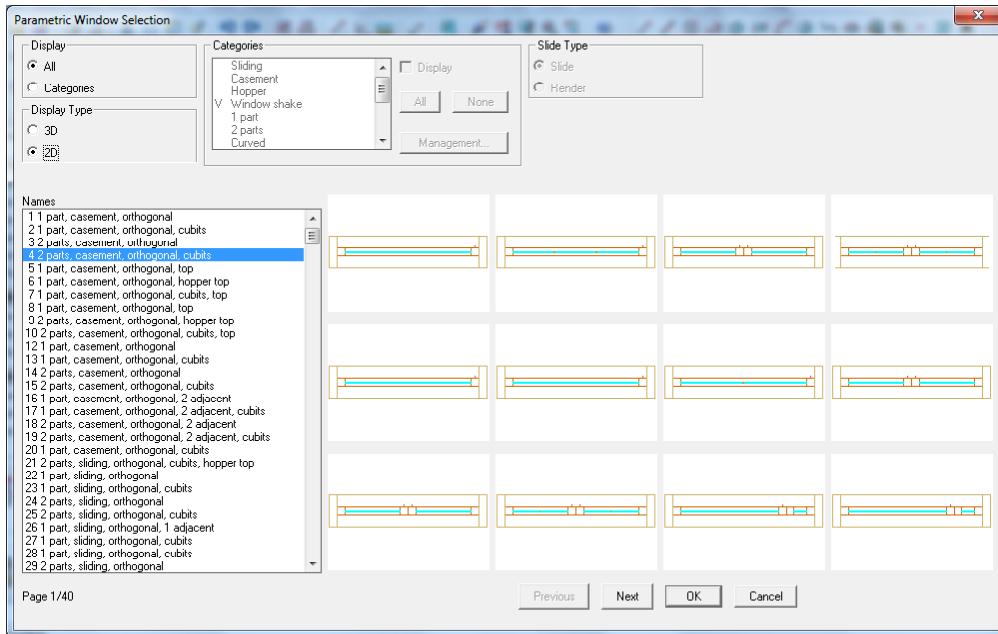 Parametric Window Selection
Display
All
Categories
Display Type
3D
2D
Categories
Sliding
Casement
Hopper
V Window shake
1 part
2 parts
Curved
Display
All
None
Management...
Slide Type
Slide
Render
Names
1 1 part, casement, orthogonal
2 1 part, casement, orthogonal, cubits
3 2 parts, casement, orthogonal
4 2 parts, casement, orthogonal, cubits
5 1 part, casement, orthogonal, top
6 1 part, casement, orthogonal, hopper top
7 1 part, casement, orthogonal, cubits, top
8 1 part, casement, orthogonal, top
9 2 parts, casement, orthogonal, hopper top
10 2 parts, casement, orthogonal, cubits, top
12 1 part, casement, orthogonal
13 1 part, casement, orthogonal, cubits
14 2 parts, casement, orthogonal
15 2 parts, casement, orthogonal, cubits
16 1 part, casement, orthogonal, 2 adjacent
17 1 part, casement, orthogonal, 2 adjacent, cubits
18 2 parts, casement, orthogonal, 2 adjacent
19 2 parts, casement, orthogonal, 2 adjacent, cubits
20 1 part, casement, orthogonal, cubits
21 2 parts, sliding, orthogonal, cubits, hopper top
22 1 part, sliding, orthogonal
23 1 part, sliding, orthogonal, cubits
24 2 parts, sliding, orthogonal
25 2 parts, sliding, orthogonal, cubits
26 1 part, sliding, orthogonal, 1 adjacent
27 1 part, sliding, orthogonal, cubits
28 1 part, sliding, orthogonal, cubits
29 2 parts, sliding, orthogonal
Page 1/40
Previous
Next
OK
Cancel